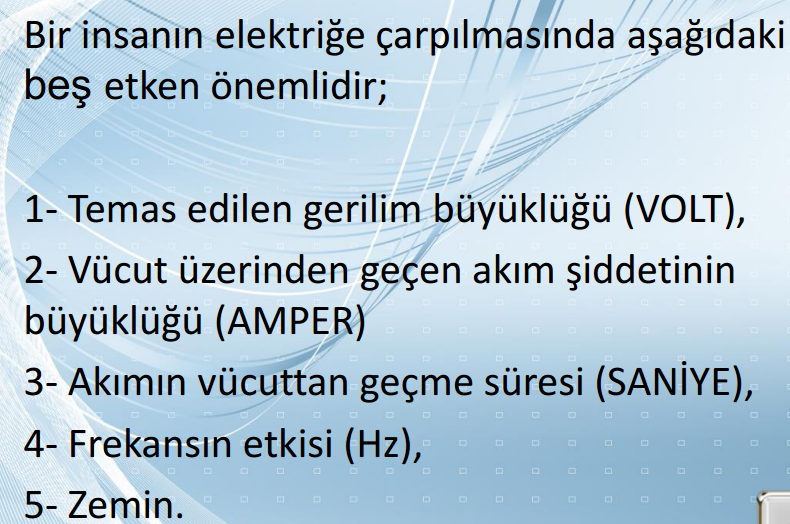 Bir insanın elektriğe çarpılmasında aşağıdaki
beş etken önemlidir;
1- Temas edilen gerilim büyüklüğü (VOLT),
2- Vücut üzerinden geçen akım şiddetinin
büyüklüğü (AMPER)
3- Akımın vücuttan geçme süresi (SANİYE),
4- Frekansın etkisi (Hz),
5- Zemin.